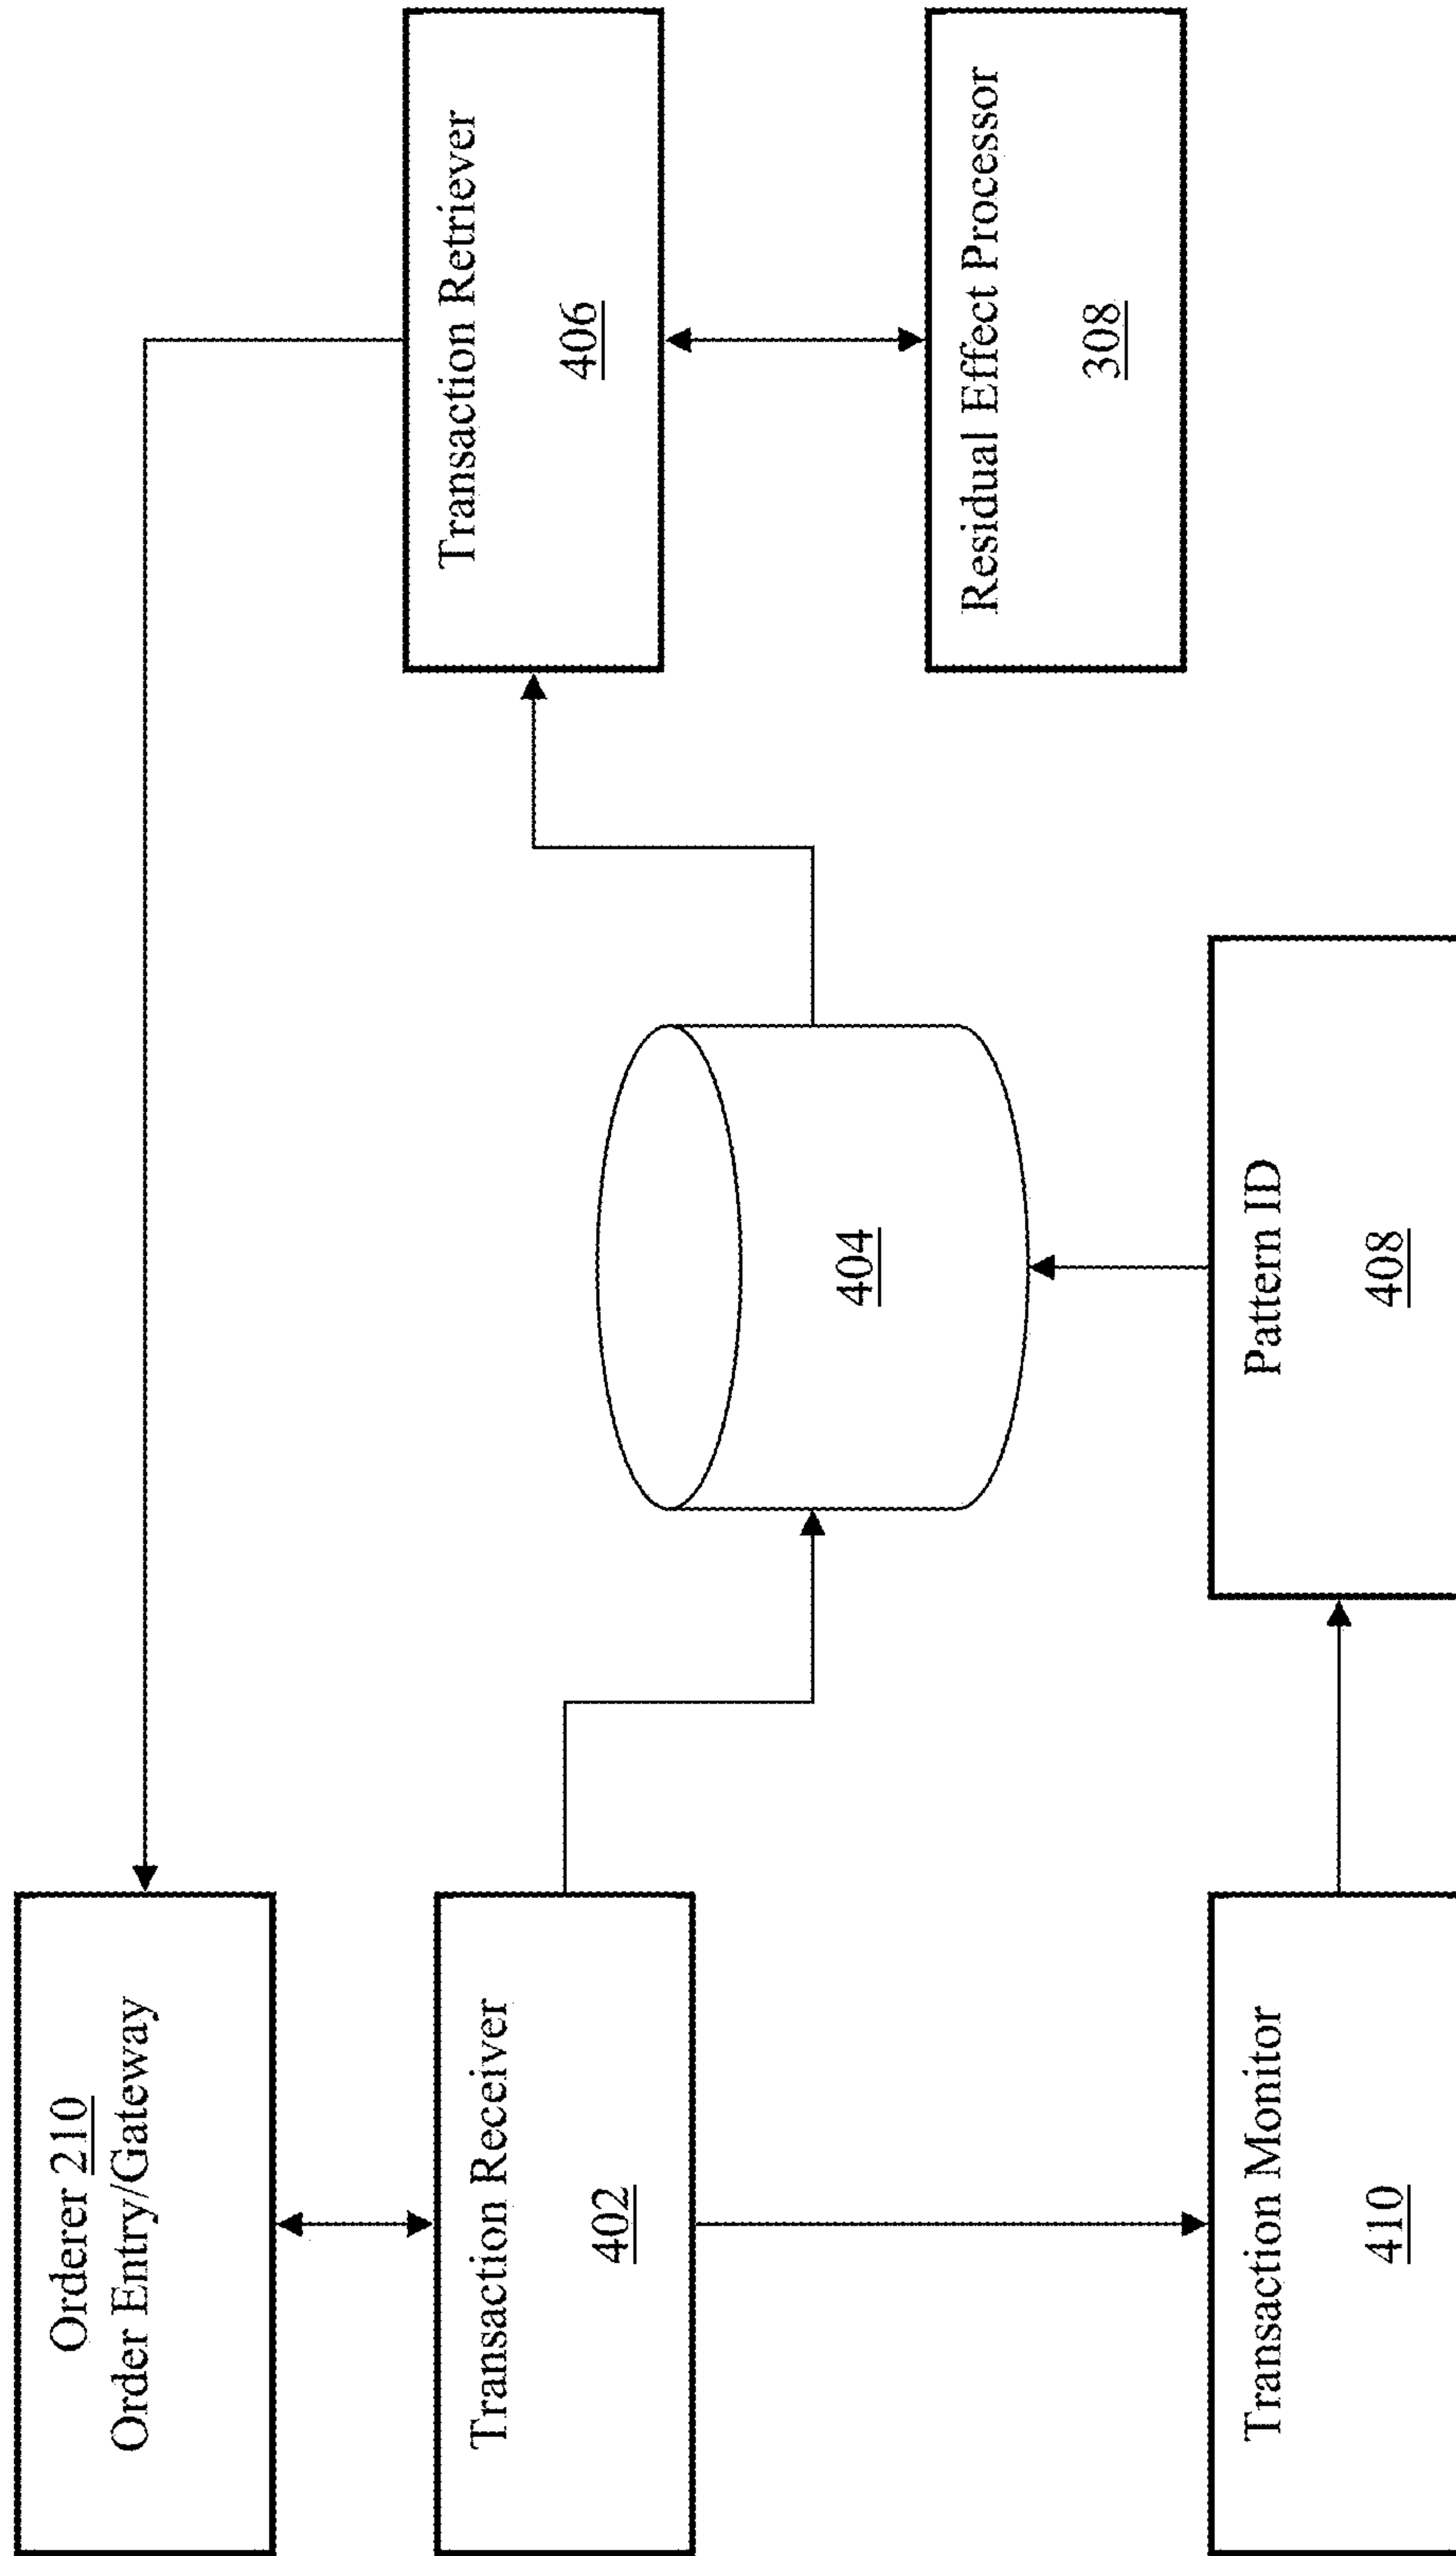 Orderer 210
Order Entry/Gateway
Transaction Receiver
402
Transaction Monitor
410
404
Pattern ID
408
Transaction Retriever
406
Residual Effect Processor
308